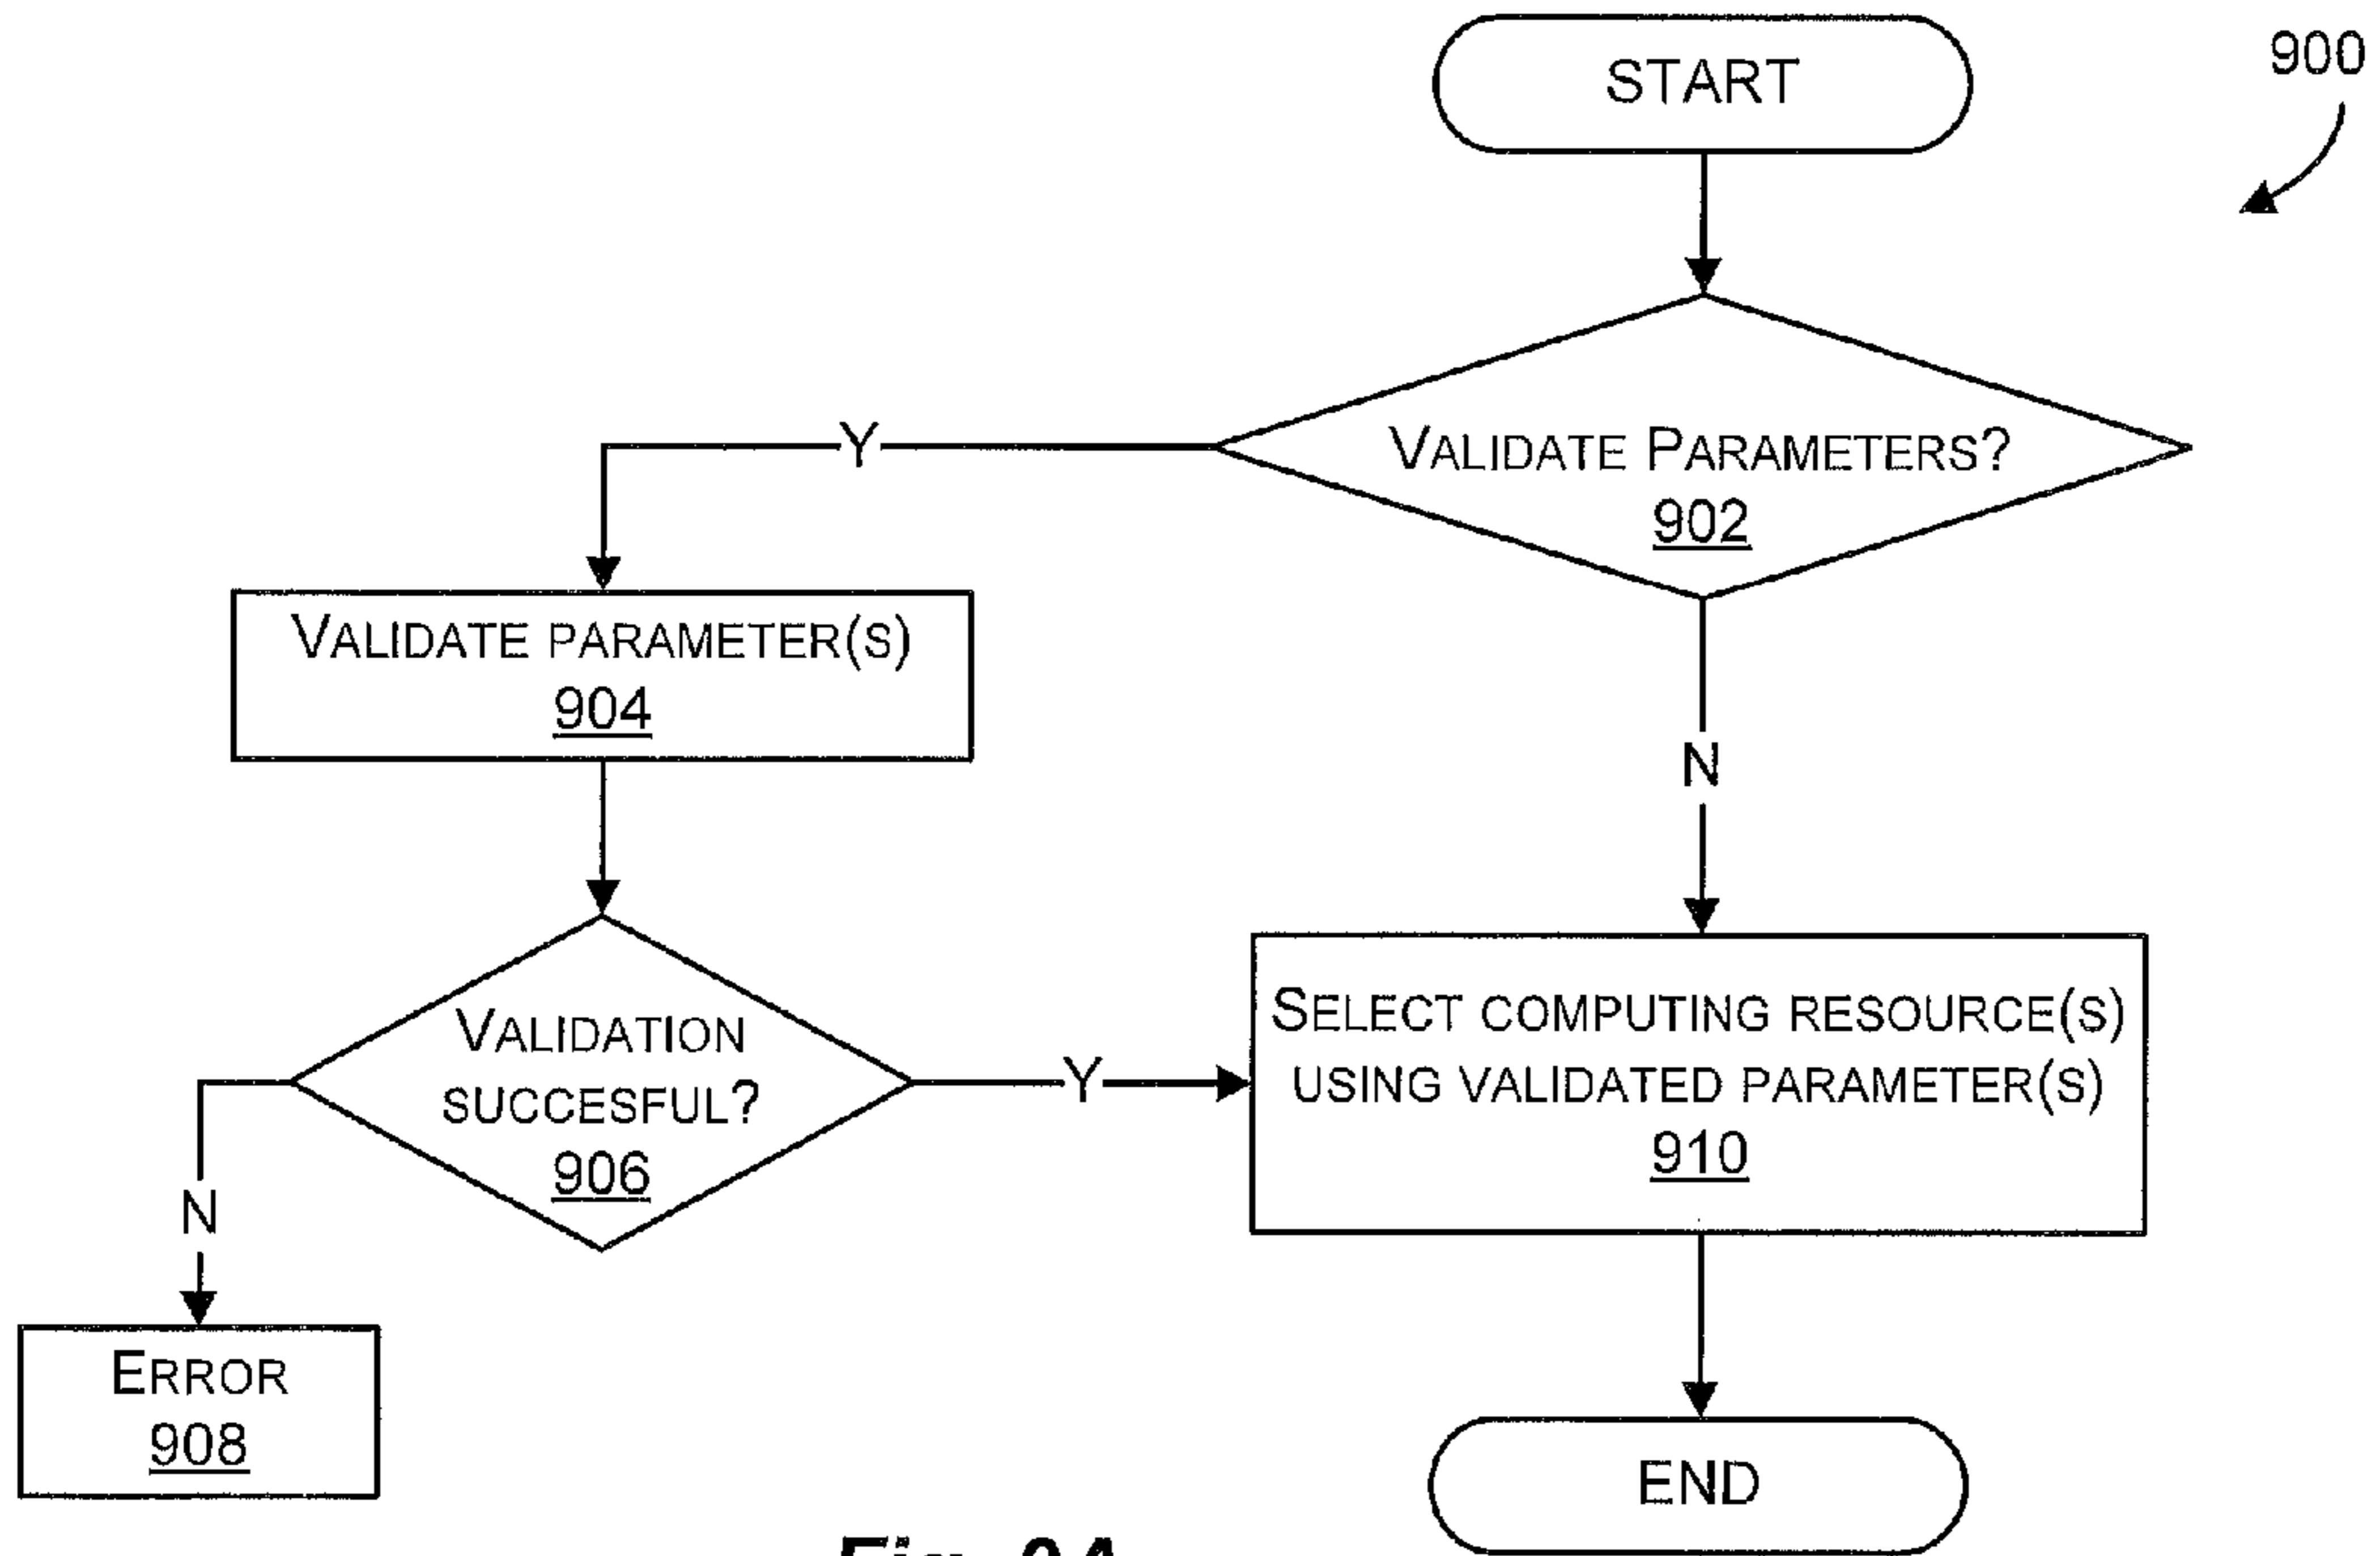 START
900
VALIDATE PARAMETERS?
902
Y
VALIDATE PARAMETER(S)
904
N
VALIDATION
SUCCESFUL?
906
Y
SELECT COMPUTING RESOURCE(S)
USING VALIDATED PARAMETER(S)
910
N
ERROR
908
END